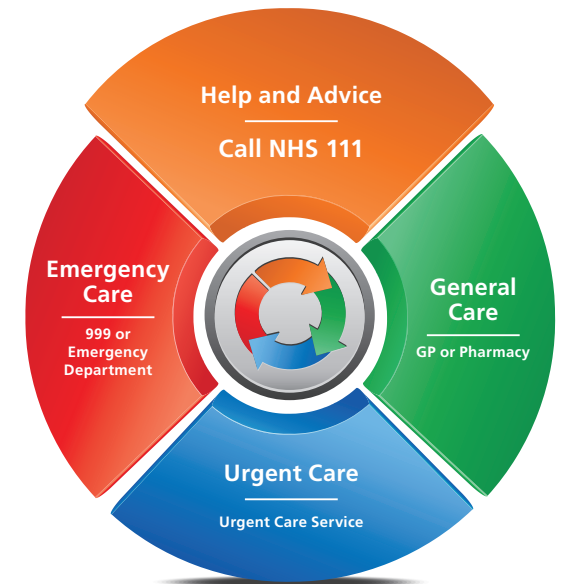 Help and Advice
Call NHS 111
Emergency
Care
999 or
Emergency
Department
General
Care
GP or Pharmacy
Urgent Care
Urgent Care Service